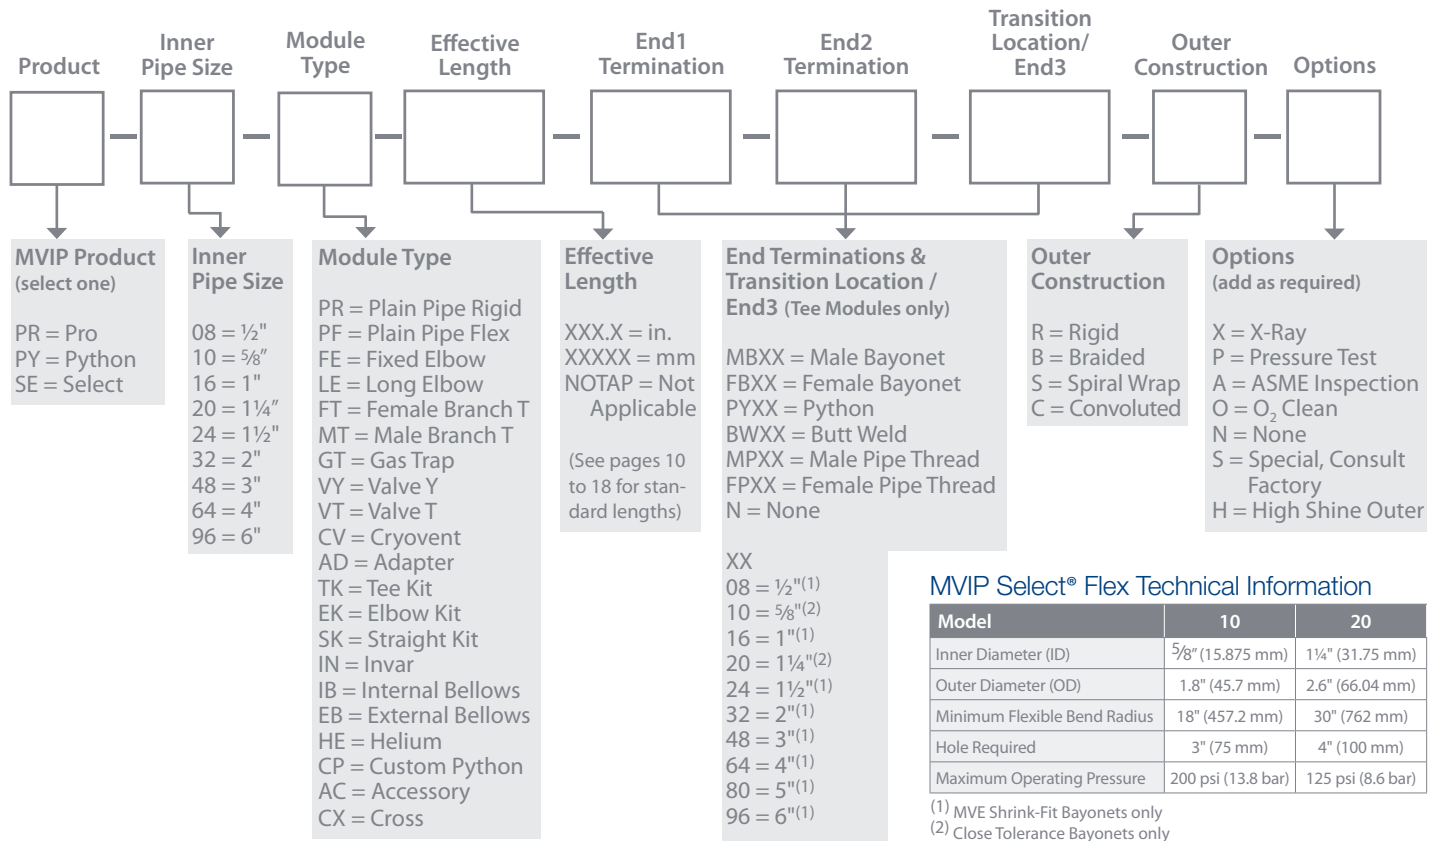 Product
Inner
Pipe Size
Module
Type
Effective
Length
End1
Termination
End2
Termination
Transition
Location/
End3
Outer
Construction
Options
MVIP Product
(select one)
PR = Pro
PY = Python
SE = Select
Inner
Pipe Size
08 = ½"
10 = ⅝″
16 = 1"
20 = 1¼″
24 = 1½"
32 = 2"
48 = 3"
64 = 4"
96 = 6"
Module Type
PR = Plain Pipe Rigid
PF = Plain Pipe Flex
FE = Fixed Elbow
LE = Long Elbow
FT = Female Branch T
MT = Male Branch T
GT = Gas Trap
VY = Valve Y
VT = Valve T
CV = Cryovent
AD = Adapter
TK = Tee Kit
EK = Elbow Kit
SK = Straight Kit
IN = Invar
IB = Internal Bellows
EB = External Bellows
HE = Helium
CP = Custom Python
AC = Accessory
CX = Cross
Effective
Length
XXX.X = in.
XXXXX = mm
NOTAP = Not
Applicable
(See pages 10
to 18 for stan-
dard lengths)
End Terminations &
Transition Location /
End3 (Tee Modules only)
MBXX = Male Bayonet
FBXX = Female Bayonet
PYXX = Python
BWXX = Butt Weld
MPXX = Male Pipe Thread
FPXX = Female Pipe Thread
N = None
XX
08 = ½"(1)
10 = ⅝"(2)
16 = 1"(1)
20 = 1¼"(2)
24 = 1½"(1)
32 = 2"(1)
48 = 3"(1)
64 = 4"(1)
80 = 5"(1)
96 = 6"(1)
Outer
Construction
R = Rigid
B = Braided
S = Spiral Wrap
C = Convoluted
Options
(add as required)
X = X-Ray
P = Pressure Test
A = ASME Inspection
O = O₂ Clean
N = None
S = Special, Consult
Factory
H = High Shine Outer
MVIP Select® Flex Technical Information
Model 10 20
Inner Diameter (ID) ⅝″ (15.875 mm) 1¼" (31.75 mm)
Outer Diameter (OD) 1.8" (45.7 mm) 2.6" (66.04 mm)
Minimum Flexible Bend Radius 18" (457.2 mm) 30" (762 mm)
Hole Required 3" (75 mm) 4" (100 mm)
Maximum Operating Pressure 200 psi (13.8 bar) 125 psi (8.6 bar)
(1) MVE Shrink-Fit Bayonets only
(2) Close Tolerance Bayonets only